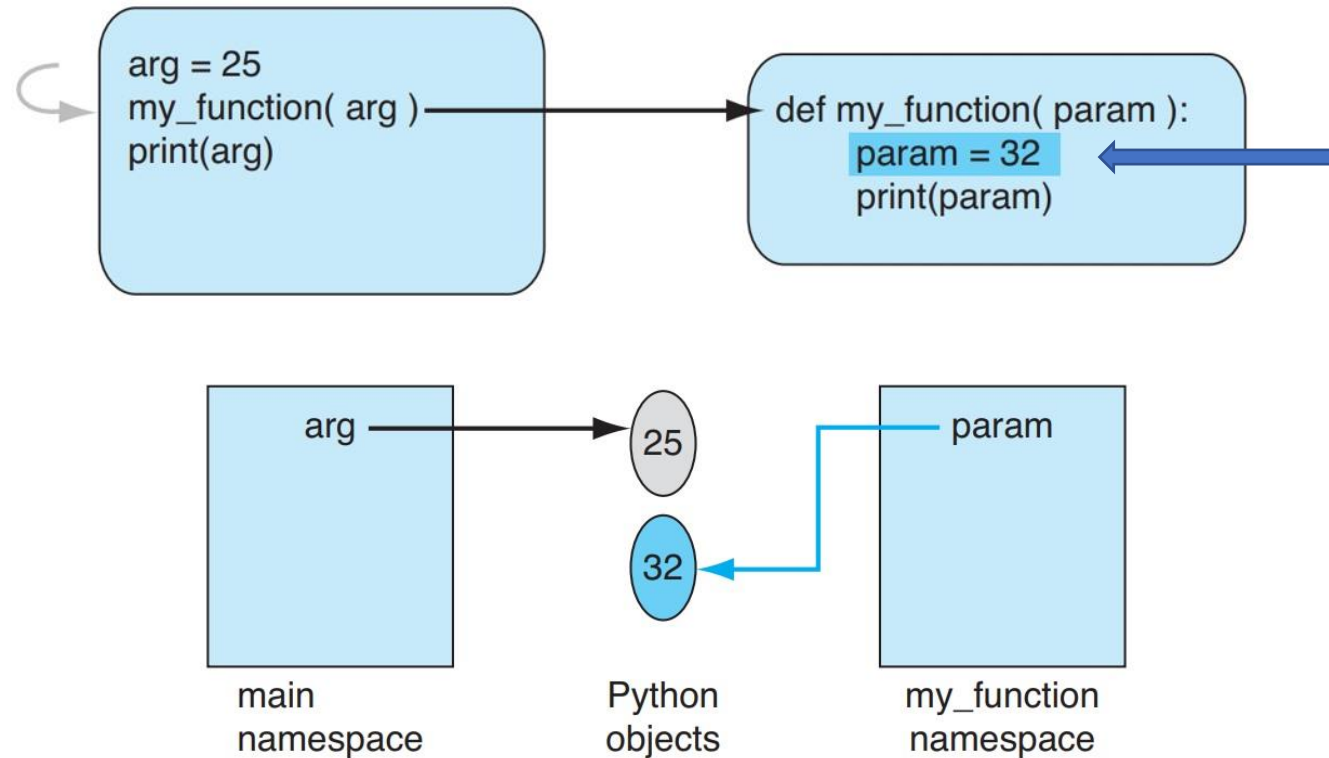 arg = 25
my_function( arg )
print(arg)
def my_function( param ):
param = 32
print(param)
arg
25
32
param
main
namespace
Python
objects
my_function
namespace